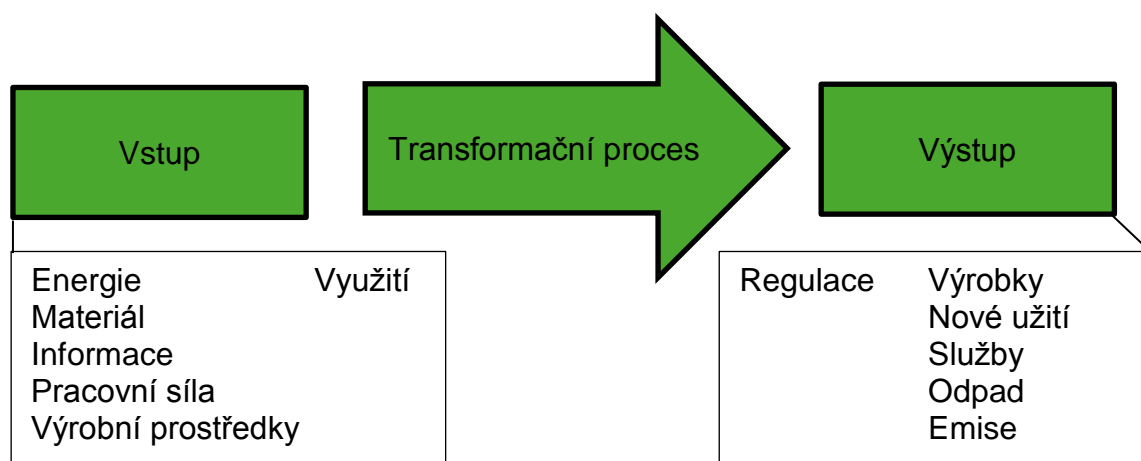 Vstup
Transformační proces
Výstup
Energie Využití
Materiál
Informace
Pracovní síla
Výrobní prostředky
Regulace Výrobky
Nové užití
Služby
Odpad
Emise